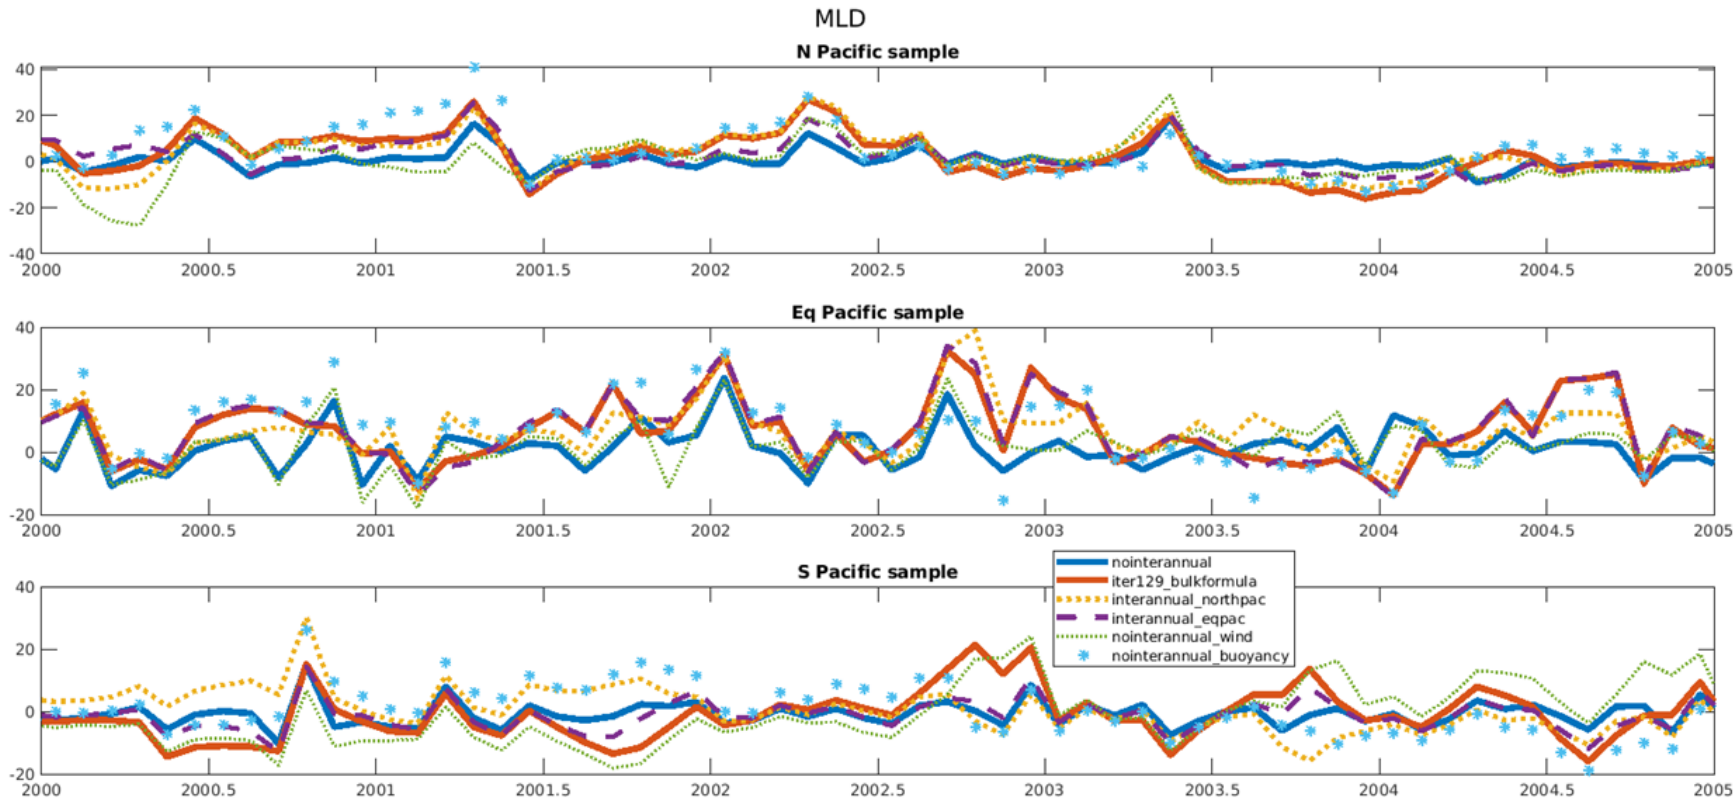 MLD
N Pacific sample
40
20
0
-20
-40
2000 2000.5 2001 2001.5 2002 2002.5 2003 2003.5 2004 2004.5 2005
Eq Pacific sample
40
20
0
-20
2000 2000.5 2001 2001.5 2002 2002.5 2003 2003.5 2004 2004.5 2005
S Pacific sample
nointerannual
iter129_bulkformula
interannual_northpac
interannual_eqpac
nointerannual_wind
nointerannual_buoyancy
40
20
0
-20
2000 2000.5 2001 2001.5 2002 2002.5 2003 2003.5 2004 2004.5 2005